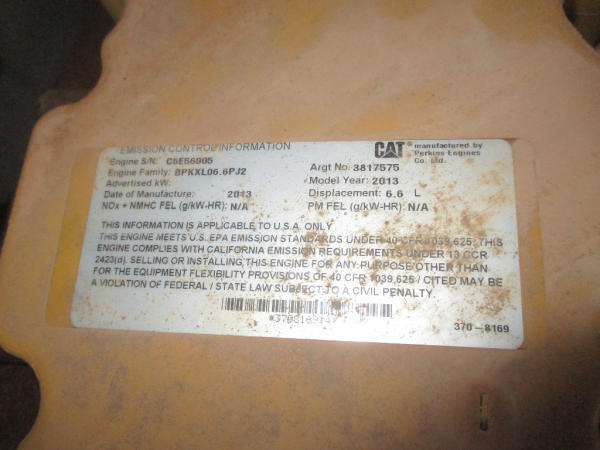 EMISSION CONTROL INFORMATION
CAT manufactured by
Perkins Engines
Co. Ltd.
Engine S/N: C6E56005
Argt No: 3817575
Engine Family: BPKXL06.6PJ2
Model Year: 2013
Advertised kW:
Displacement: 6.6 L
Date of Manufacture: 2013
PM FEL (g/kW-HR): N/A
NOx + NMHC FEL (g/kW-HR): N/A
THIS INFORMATION IS APPLICABLE TO U.S.A. ONLY
THIS ENGINE MEETS U.S. EPA EMISSION STANDARDS UNDER 40 CFR 1039.625; THIS
ENGINE COMPLIES WITH CALIFORNIA EMISSION REQUIREMENTS UNDER 13 CCR
2423(d). SELLING OR INSTALLING THIS ENGINE FOR ANY PURPOSE OTHER THAN
FOR THE EQUIPMENT FLEXIBILITY PROVISIONS OF 40 CFR 1039.625 / CITED MAY BE
A VIOLATION OF FEDERAL / STATE LAW SUBJECT TO A CIVIL PENALTY.
370-8169